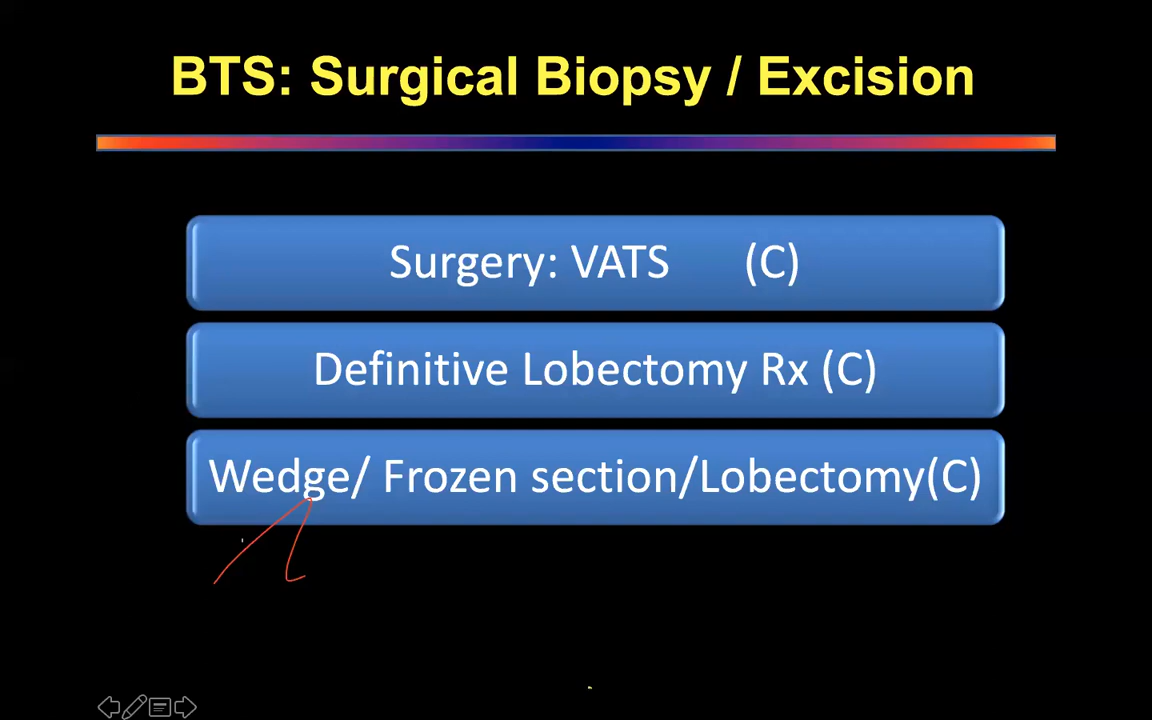 BTS: Surgical Biopsy / Excision
Surgery: VATS (C)
Definitive Lobectomy Rx (C)
Wedge/ Frozen section/Lobectomy(C)